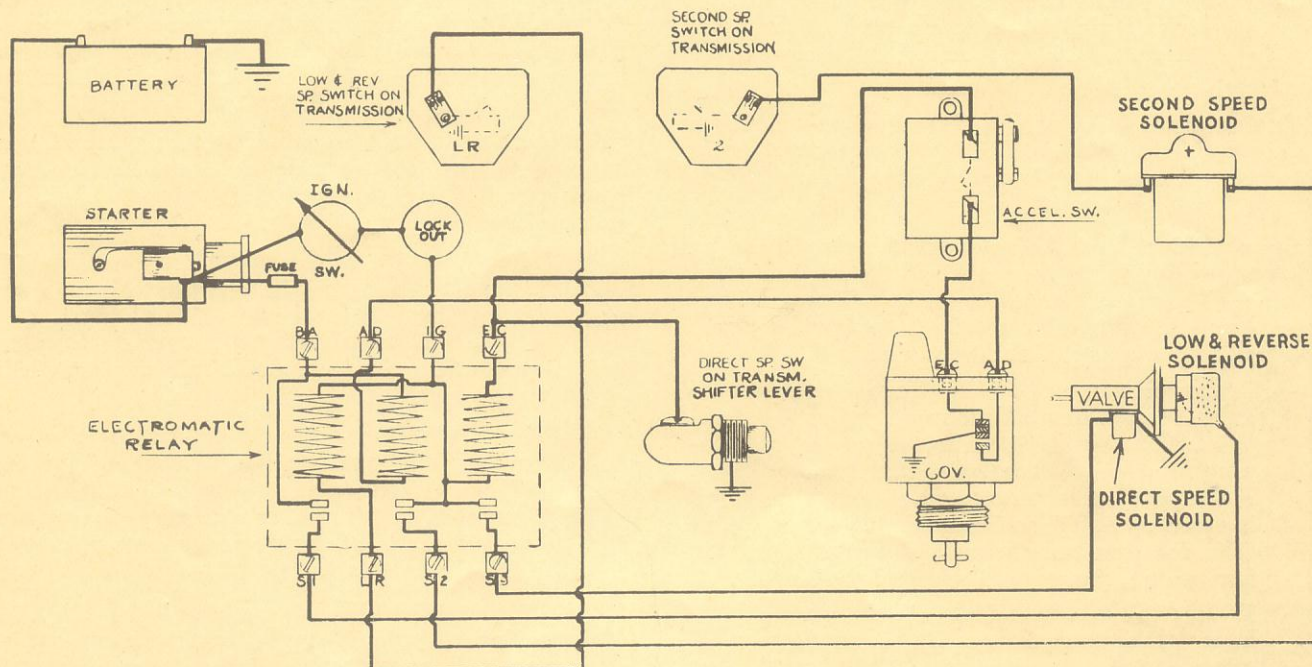 BATTERY
LOW & REV
SP. SWITCH ON
TRANSMISSION
LR
SECOND SP.
SWITCH ON
TRANSMISSION
2
SECOND SPEED
SOLENOID
+
ACCEL. SW.
STARTER
IGN.
SW.
LOCK
OUT
FUSE
BA
AD
IG
EC
ELECTROMATIC
RELAY
DIRECT SP. SW
ON TRANSM.
SHIFTER LEVER
EC
AD
GOV.
LOW & REVERSE
SOLENOID
VALVE
DIRECT SPEED
SOLENOID
S1
LR
S2
S3